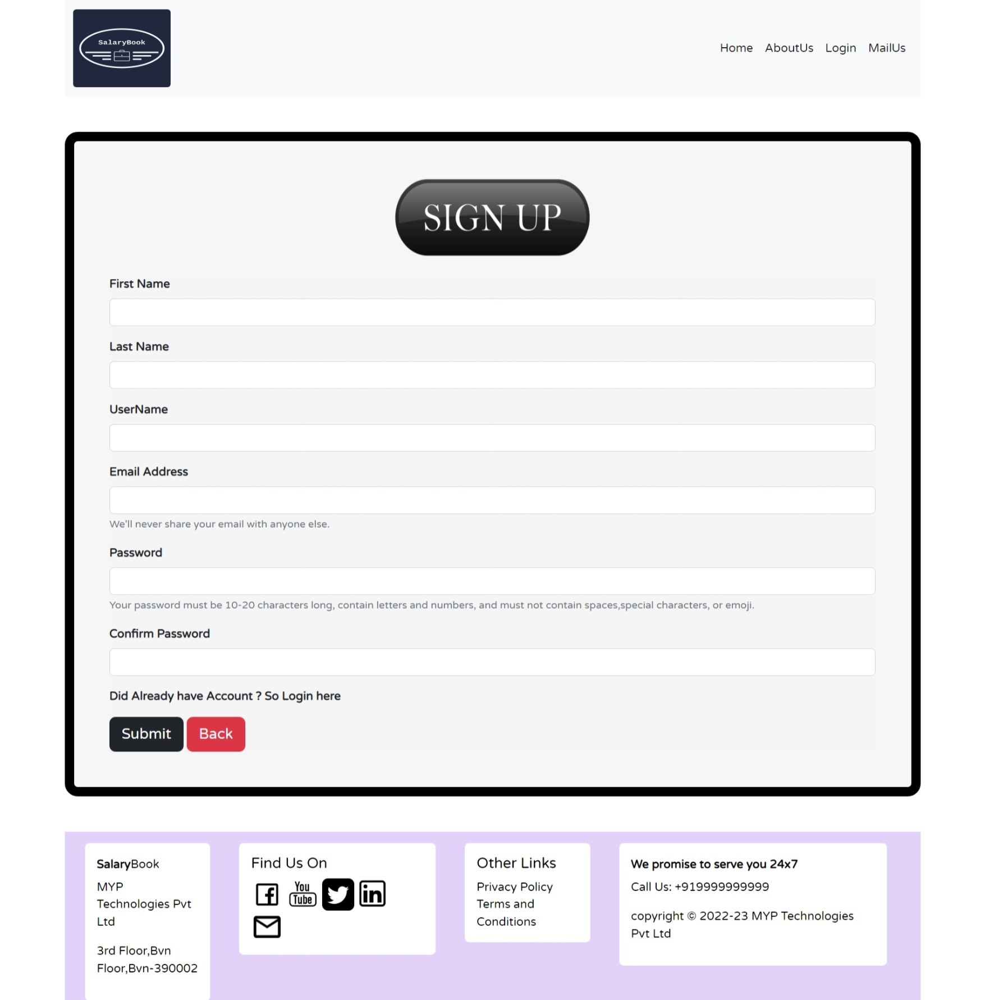 SalaryBook
Home AboutUs Login MailUs
SIGN UP
First Name
Last Name
UserName
Email Address
We'll never share your email with anyone else.
Password
Your password must be 10-20 characters long, contain letters and numbers, and must not contain spaces,special characters, or emoji.
Confirm Password
Did Already have Account ? So Login here
Submit Back
SalaryBook
MYP
Technologies Pvt
Ltd
3rd Floor,Bvn
Floor,Bvn-390002
Find Us On
You
Tube
in
Other Links
Privacy Policy
Terms and
Conditions
We promise to serve you 24x7
Call Us: +919999999999
copyright © 2022-23 MYP Technologies
Pvt Ltd